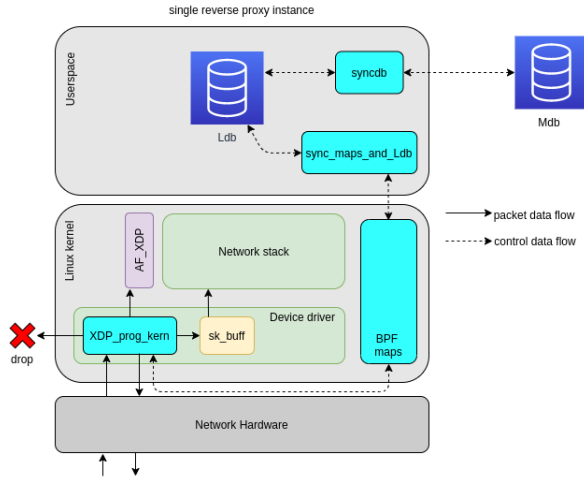 single reverse proxy instance
Userspace
syncdb
Ldb
Mdb
sync_maps_and_Ldb
Linux kernel
AF_XDP
Network stack
packet data flow
control data flow
Device driver
XDP_prog_kern
sk_buff
BPF
maps
drop
Network Hardware